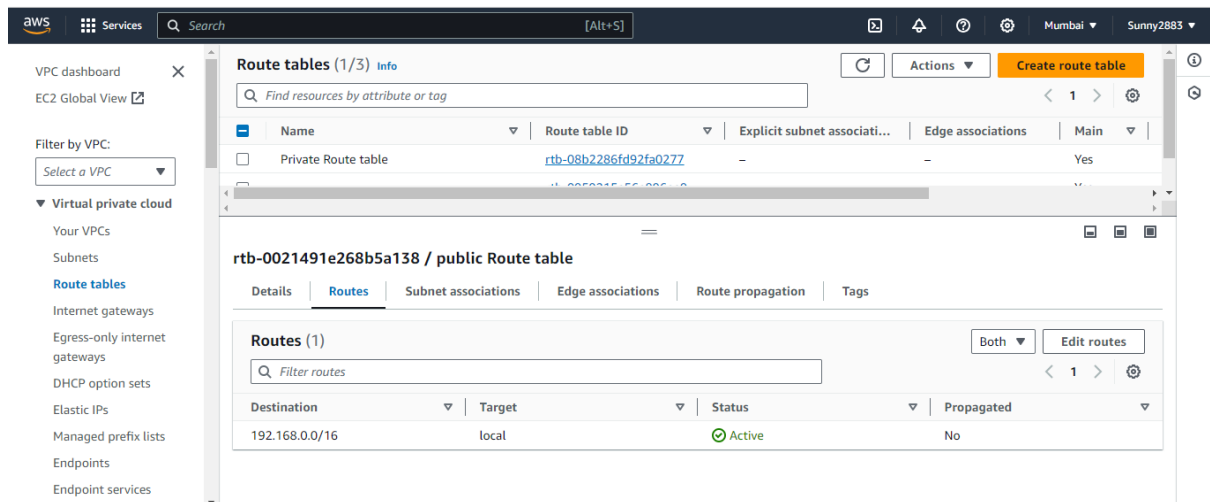 aws Services Search [Alt+S] Mumbai Sunny2883
VPC dashboard
EC2 Global View
Filter by VPC:
Select a VPC
Virtual private cloud
Your VPCs
Subnets
Route tables
Internet gateways
Egress-only internet
gateways
DHCP option sets
Elastic IPs
Managed prefix lists
Endpoints
Endpoint services
Route tables (1/3) Info Actions Create route table
Find resources by attribute or tag 1
Name Route table ID Explicit subnet associati... Edge associations Main
Private Route table rtb-08b2286fd92fa0277 – – Yes
rtb-0021491e268b5a138 / public Route table
Details Routes Subnet associations Edge associations Route propagation Tags
Routes (1) Both Edit routes
Filter routes 1
Destination Target Status Propagated
192.168.0.0/16 local Active No